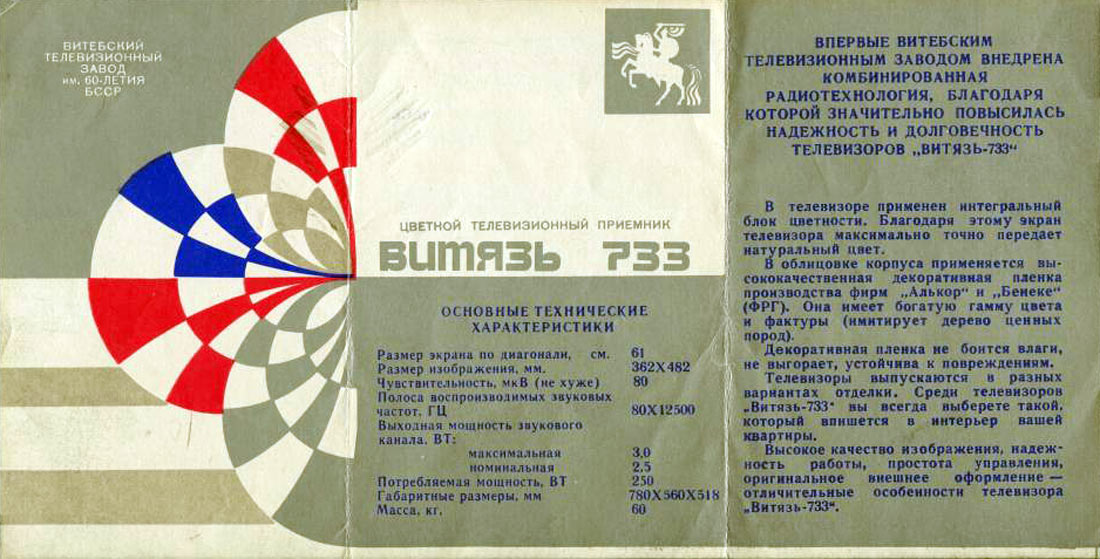 ВИТЕБСКИЙ
ТЕЛЕВИЗИОННЫЙ
ЗАВОД
им. 60-ЛЕТИЯ
БССР
ЦВЕТНОЙ ТЕЛЕВИЗИОННЫЙ ПРИЕМНИК
ВИТЯЗЬ 733
ОСНОВНЫЕ ТЕХНИЧЕСКИЕ
ХАРАКТЕРИСТИКИ
Размер экрана по диагонали, см. 61
Размер изображения, мм. 362X482
Чувствительность, мкВ (не хуже) 80
Полоса воспроизводимых звуковых
частот, ГЦ 80X12500
Выходная мощность звукового
канала, ВТ:
максимальная 3,0
номинальная 2,5
Потребляемая мощность, ВТ 250
Габаритные размеры, мм 780X560X518
Масса, кг. 60
ВПЕРВЫЕ ВИТЕБСКИМ
ТЕЛЕВИЗИОННЫМ ЗАВОДОМ ВНЕДРЕНА
КОМБИНИРОВАННАЯ
РАДИОТЕХНОЛОГИЯ, БЛАГОДАРЯ
КОТОРОЙ ЗНАЧИТЕЛЬНО ПОВЫСИЛАСЬ
НАДЕЖНОСТЬ И ДОЛГОВЕЧНОСТЬ
ТЕЛЕВИЗОРОВ „ВИТЯЗЬ-733“
В телевизоре применен интегральный
блок цветности. Благодаря этому экран
телевизора максимально точно передает
натуральный цвет.
В облицовке корпуса применяется вы-
сококачественная декоративная пленка
производства фирм „Алькор“ и „Бенеке“
(ФРГ). Она имеет богатую гамму цвета
и фактуры (имитирует дерево ценных
пород).
Декоративная пленка не боится влаги,
не выгорает, устойчива к повреждениям.
Телевизоры выпускаются в разных
вариантах отделки. Среди телевизоров
„Витязь-733“ вы всегда выберете такой,
который впишется в интерьер вашей
квартиры.
Высокое качество изображения, надеж-
ность работы, простота управления,
оригинальное внешнее оформление —
отличительные особенности телевизора
„Витязь-733“.